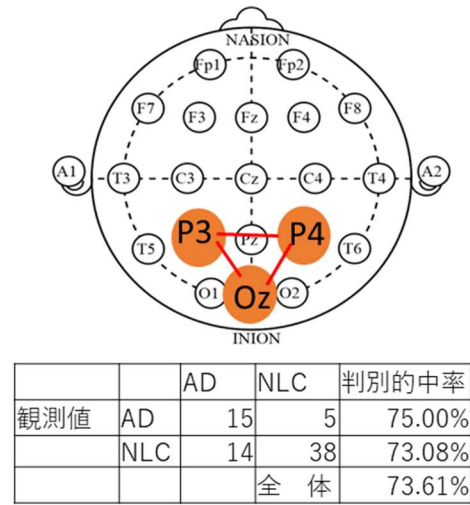 NASION
Fp1 Fp2
F7 F3 Fz F4 F8
A1 T3 C3 Cz C4 T4 A2
P3 Pz P4
T5 T6
O1 Oz O2
INION
AD NLC 判別的中率
観測値 AD 15 5 75.00%
NLC 14 38 73.08%
全 体 73.61%